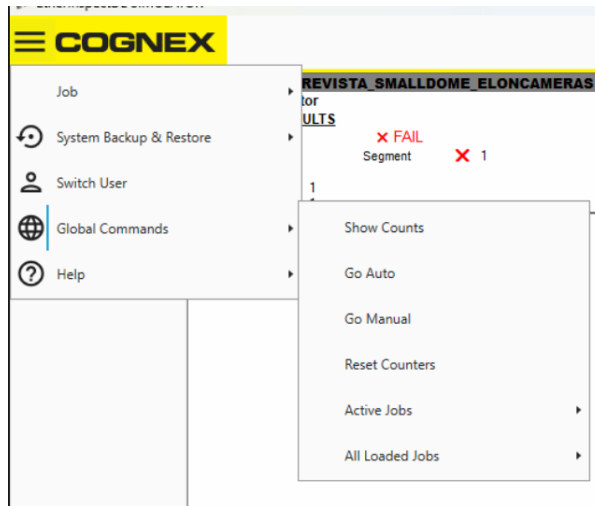 COGNEX
REVISTA_SMALLDOME_ELONCAMERAS
tor
ULTS
FAIL
Segment 1
1
Job
System Backup & Restore
Switch User
Global Commands
Help
Show Counts
Go Auto
Go Manual
Reset Counters
Active Jobs
All Loaded Jobs